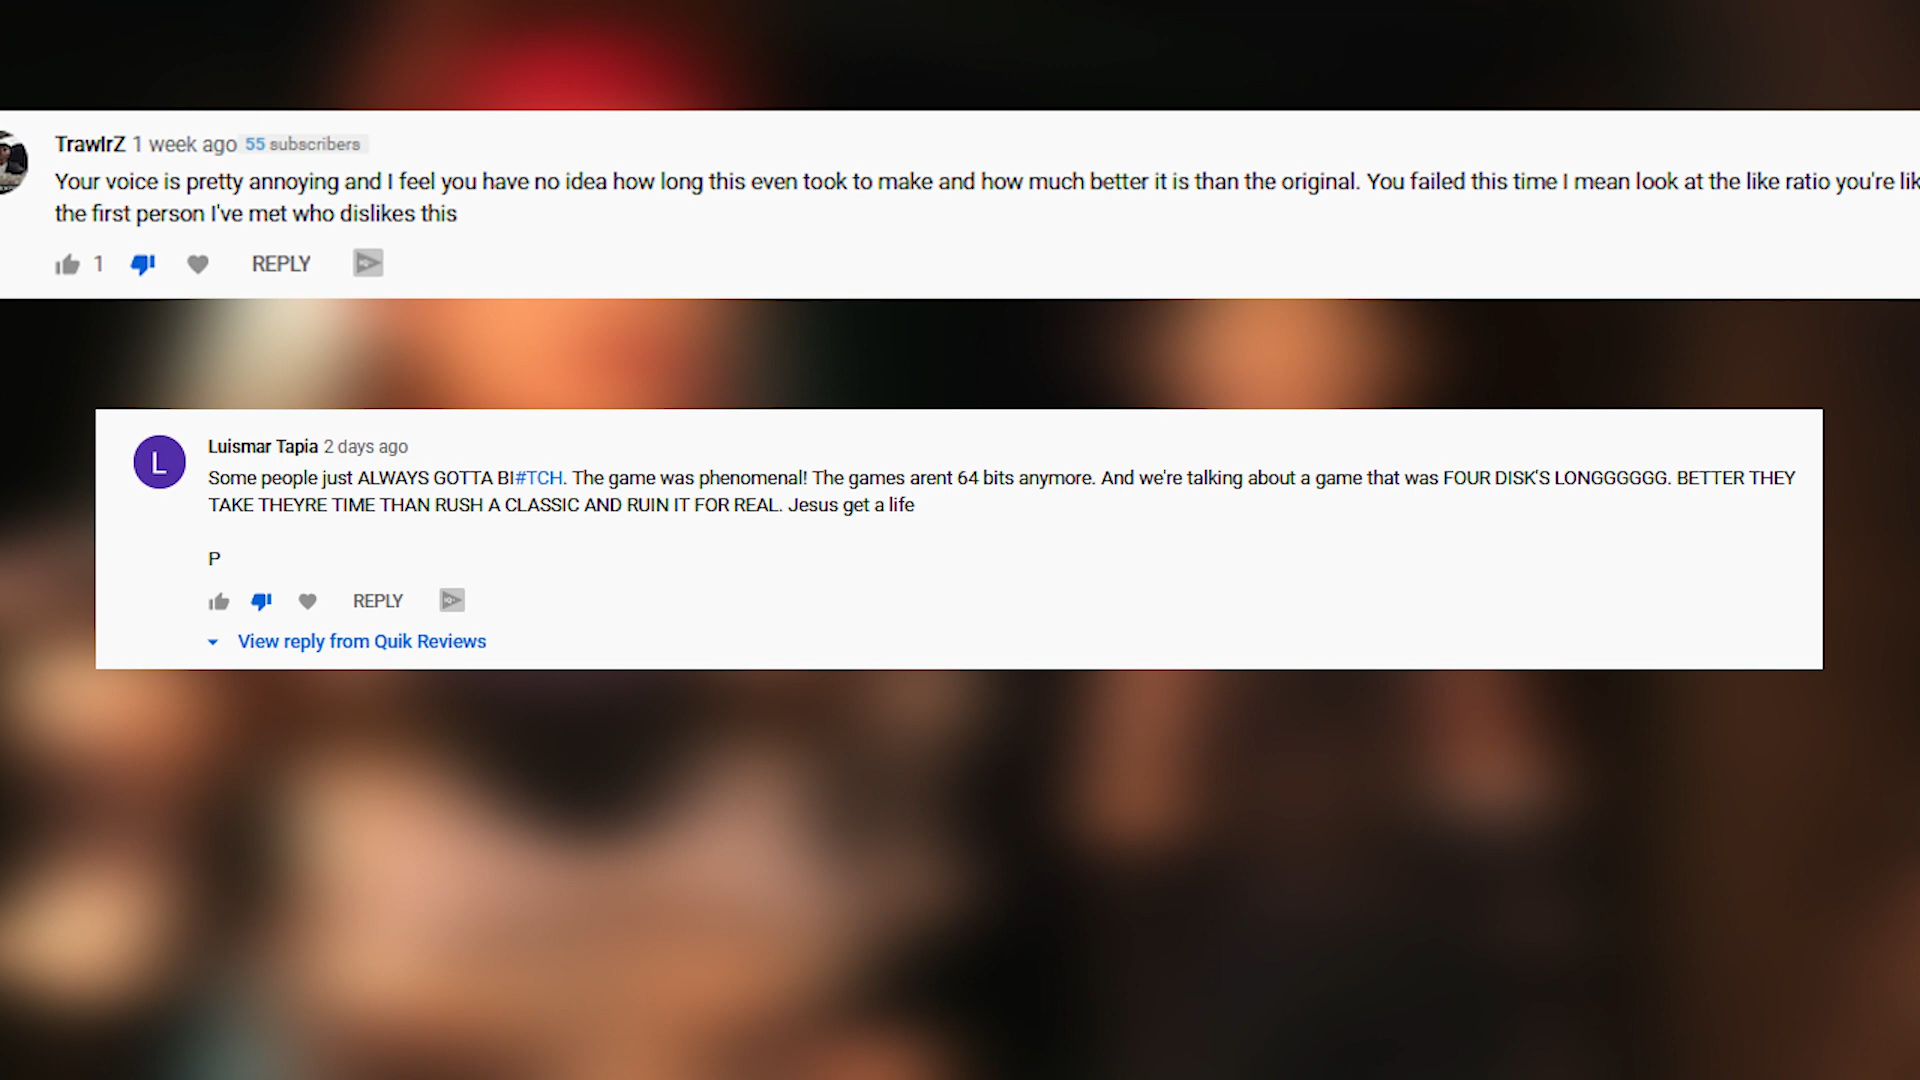 TrawlrZ 1 week ago 55 subscribers
Your voice is pretty annoying and I feel you have no idea how long this even took to make and how much better it is than the original. You failed this time I mean look at the like ratio you're lik
the first person I've met who dislikes this
1 REPLY
Luismar Tapia 2 days ago
Some people just ALWAYS GOTTA BI#TCH. The game was phenomenal! The games arent 64 bits anymore. And we're talking about a game that was FOUR DISK'S LONGGGGGG. BETTER THEY
TAKE THEYRE TIME THAN RUSH A CLASSIC AND RUIN IT FOR REAL. Jesus get a life
P
REPLY
View reply from Quik Reviews
L